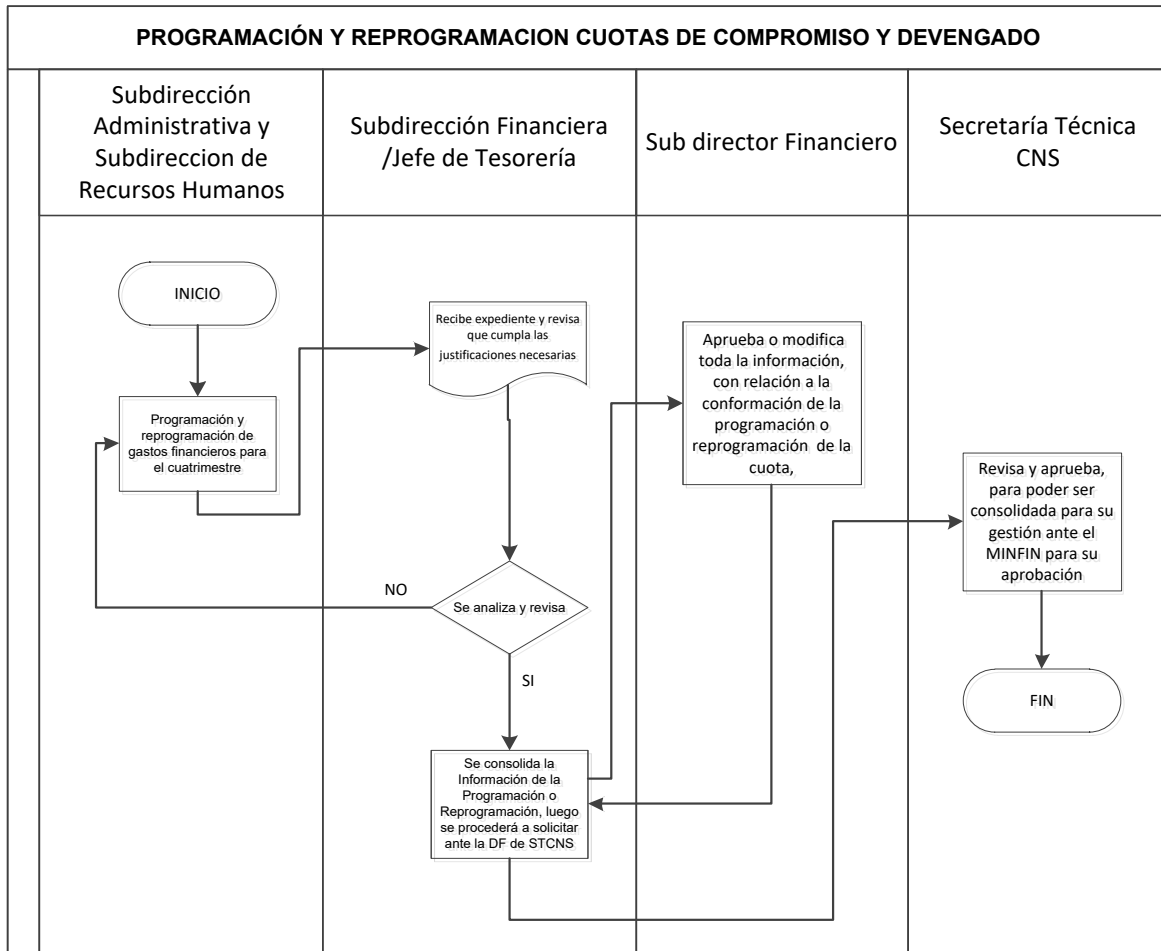 PROGRAMACIÓN Y REPROGRAMACION CUOTAS DE COMPROMISO Y DEVENGADO
Subdirección
Administrativa y
Subdireccion de
Recursos Humanos
Subdirección Financiera
/Jefe de Tesorería
Sub director Financiero
Secretaría Técnica
CNS
INICIO
Programación y
reprogramación de
gastos financieros para
el cuatrimestre
Recibe expediente y revisa
que cumpla las
justificaciones necesarias
NO
Se analiza y revisa
SI
Se consolida la
Información de la
Programación o
Reprogramación, luego
se procederá a solicitar
ante la DF de STCNS
Aprueba o modifica
toda la información,
con relación a la
conformación de la
programación o
reprogramación de la
cuota,
Revisa y aprueba,
para poder ser
consolidada para su
gestión ante el
MINFIN para su
aprobación
FIN